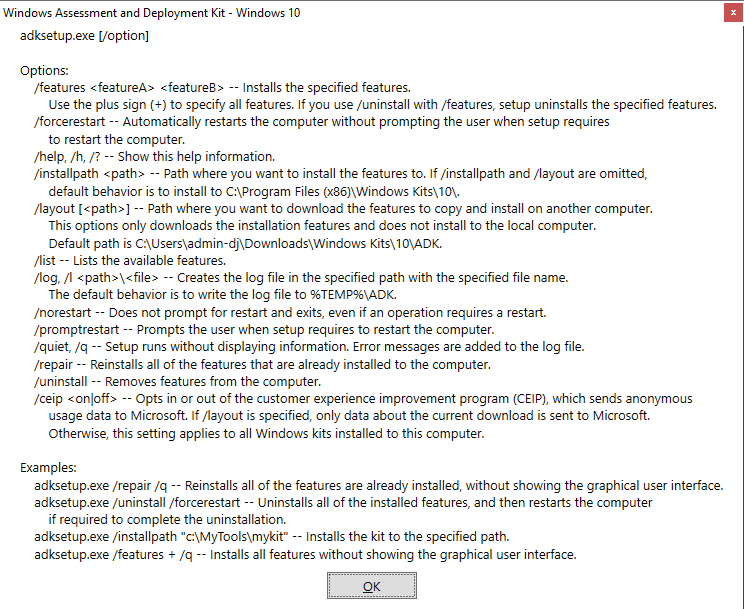 Windows Assessment and Deployment Kit - Windows 10
x
adksetup.exe [/option]
Options:
/features <featureA> <featureB> -- Installs the specified features.
Use the plus sign (+) to specify all features. If you use /uninstall with /features, setup uninstalls the specified features.
/forcerestart -- Automatically restarts the computer without prompting the user when setup requires
to restart the computer.
/help, /h, /? -- Show this help information.
/installpath <path> -- Path where you want to install the features to. If /installpath and /layout are omitted,
default behavior is to install to C:\Program Files (x86)\Windows Kits\10\.
/layout [<path>] -- Path where you want to download the features to copy and install on another computer.
This options only downloads the installation features and does not install to the local computer.
Default path is C:\Users\admin-dj\Downloads\Windows Kits\10\ADK.
/list -- Lists the available features.
/log, /l <path>\<file> -- Creates the log file in the specified path with the specified file name.
The default behavior is to write the log file to %TEMP%\ADK.
/norestart -- Does not prompt for restart and exits, even if an operation requires a restart.
/promptrestart -- Prompts the user when setup requires to restart the computer.
/quiet, /q -- Setup runs without displaying information. Error messages are added to the log file.
/repair -- Reinstalls all of the features that are already installed to the computer.
/uninstall -- Removes features from the computer.
/ceip <on|off> -- Opts in or out of the customer experience improvement program (CEIP), which sends anonymous
usage data to Microsoft. If /layout is specified, only data about the current download is sent to Microsoft.
Otherwise, this setting applies to all Windows kits installed to this computer.
Examples:
adksetup.exe /repair /q -- Reinstalls all of the features are already installed, without showing the graphical user interface.
adksetup.exe /uninstall /forcerestart -- Uninstalls all of the installed features, and then restarts the computer
if required to complete the uninstallation.
adksetup.exe /installpath "c:\MyTools\mykit" -- Installs the kit to the specified path.
adksetup.exe /features + /q -- Installs all features without showing the graphical user interface.
OK